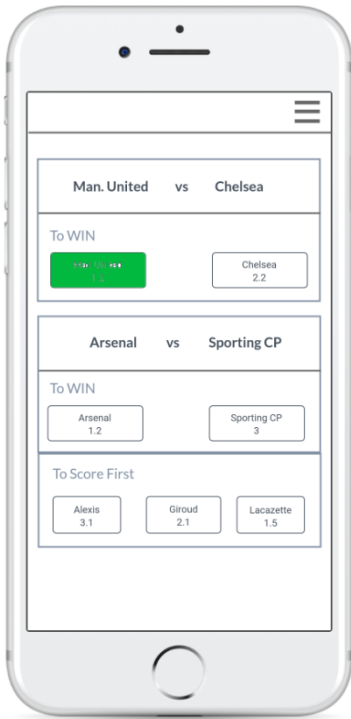 Man. United vs Chelsea
To WIN
Chelsea
2.2
Arsenal vs Sporting CP
To WIN
Arsenal
1.2
Sporting CP
3
To Score First
Alexis
3.1
Giroud
2.1
Lacazette
1.5